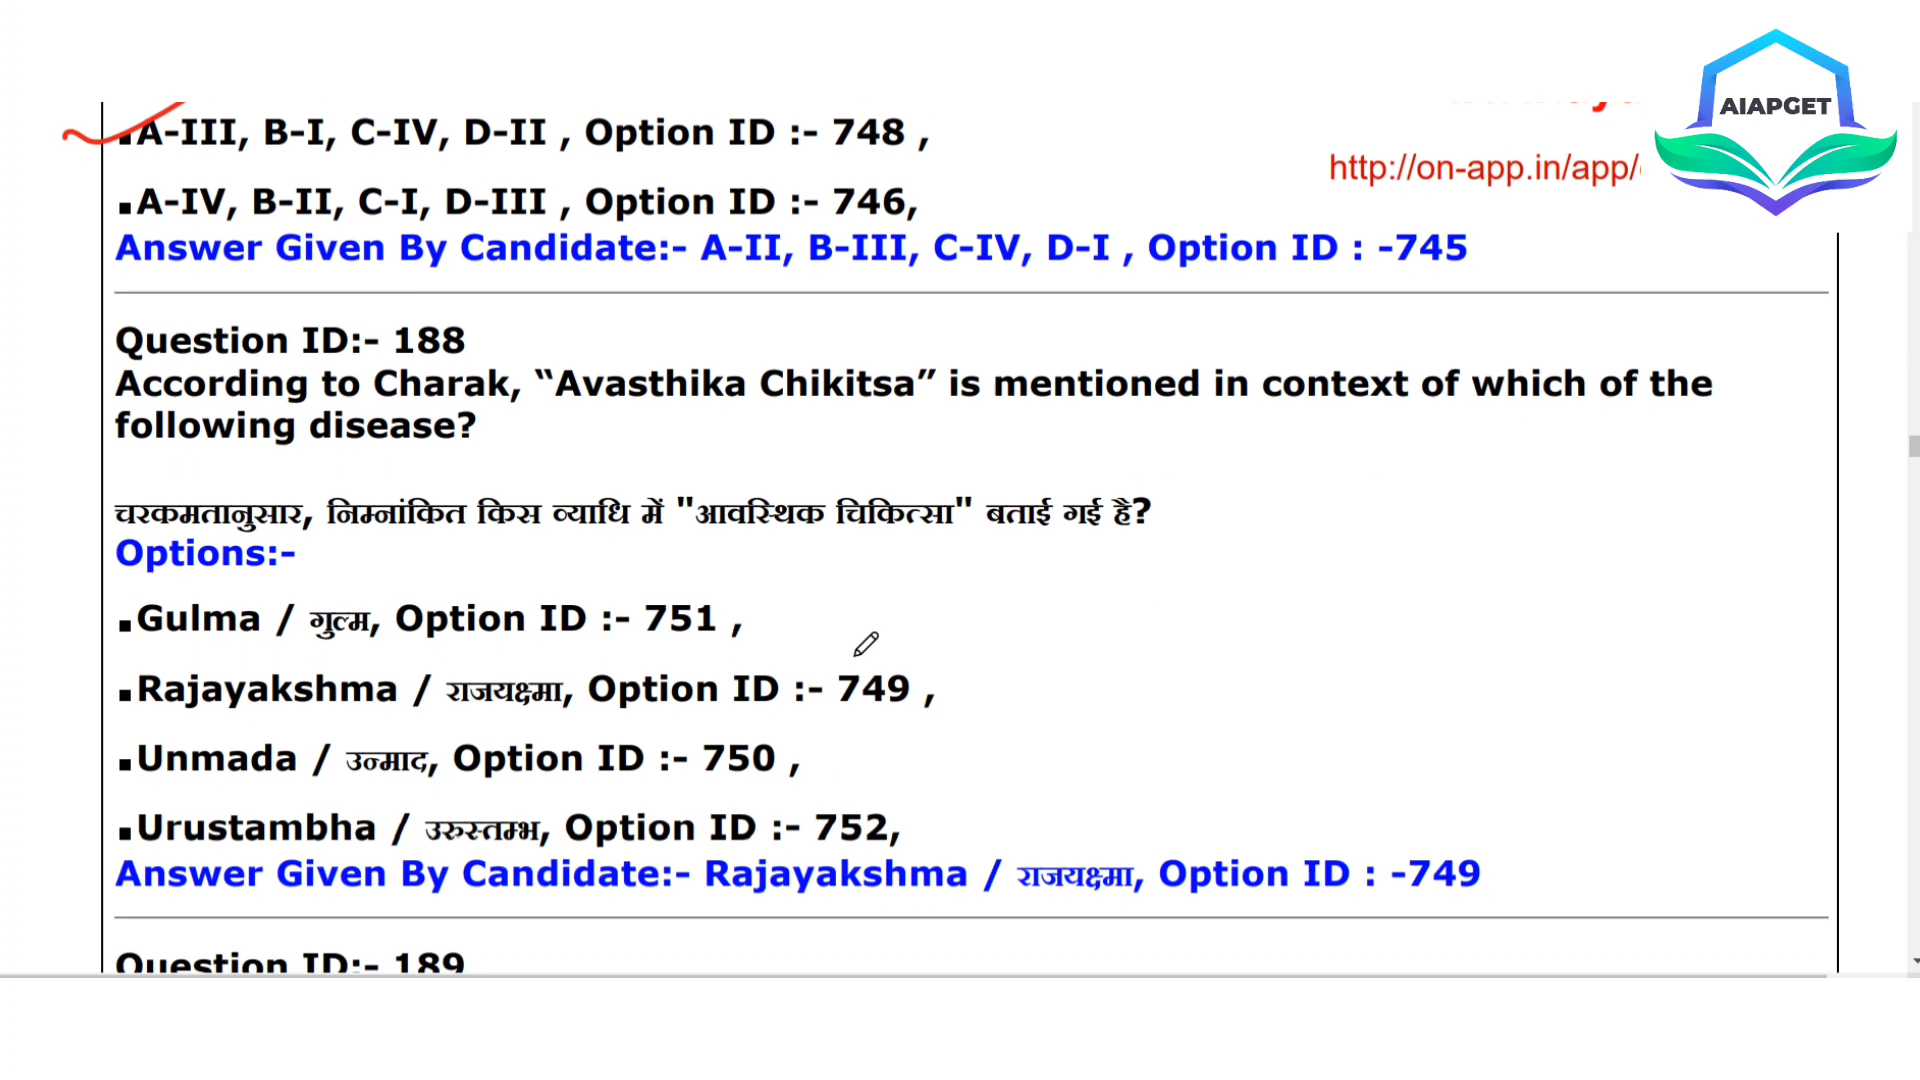 AIAPGET
▪A-III, B-I, C-IV, D-II , Option ID :- 748 ,
http://on-app.in/app/
▪A-IV, B-II, C-I, D-III , Option ID :- 746,
Answer Given By Candidate:- A-II, B-III, C-IV, D-I , Option ID : -745
Question ID:- 188
According to Charak, “Avasthika Chikitsa” is mentioned in context of which of the
following disease?
चरकमतानुसार, निम्नांकित किस व्याधि में "आवस्थिक चिकित्सा" बताई गई है?
Options:-
▪Gulma / गुल्म, Option ID :- 751 ,
▪Rajayakshma / राजयक्ष्मा, Option ID :- 749 ,
▪Unmada / उन्माद, Option ID :- 750 ,
▪Urustambha / उरुस्तम्भ, Option ID :- 752,
Answer Given By Candidate:- Rajayakshma / राजयक्ष्मा, Option ID : -749
Question ID:- 189